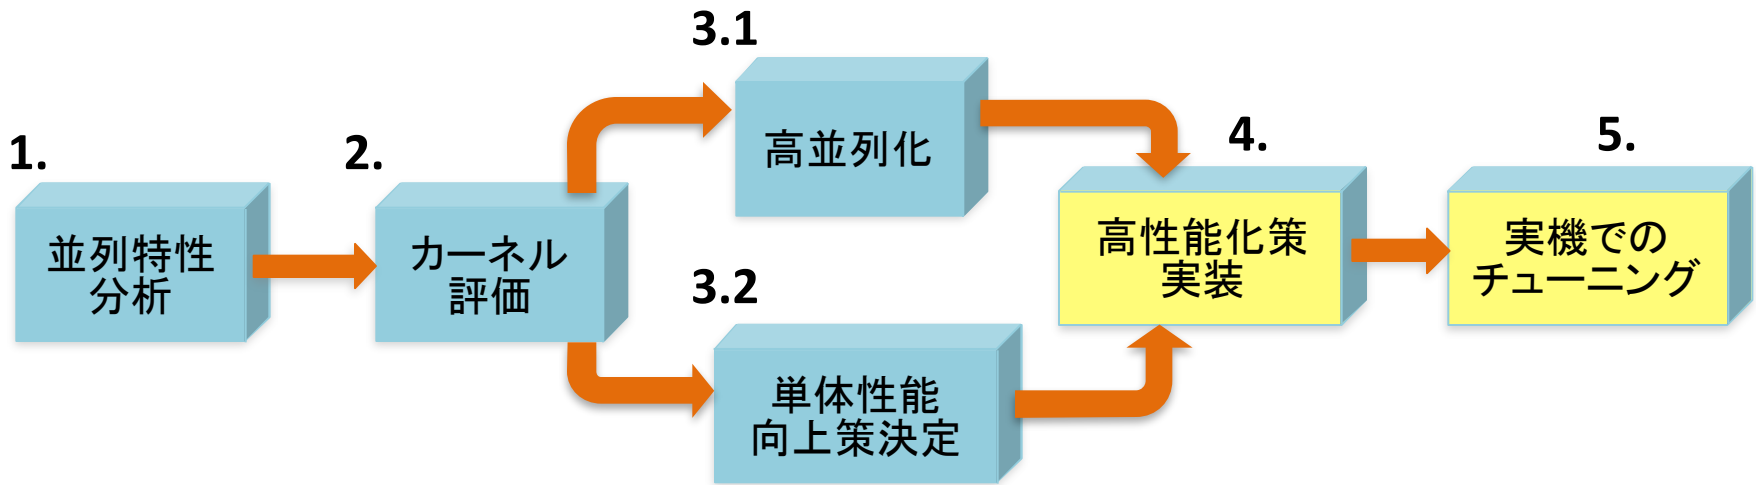 1.
並列特性
分析
2.
カーネル
評価
3.1
高並列化
3.2
単体性能
向上策決定
4.
高性能化策
実装
5.
実機での
チューニング